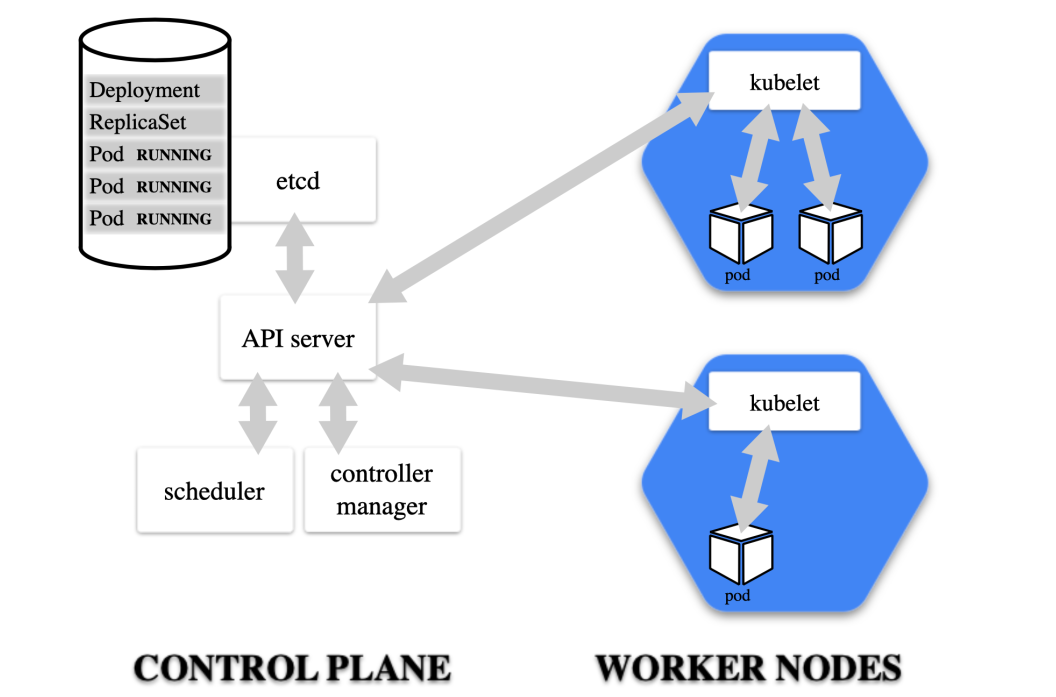 Deployment
ReplicaSet
Pod RUNNING
Pod RUNNING
Pod RUNNING
etcd
API server
scheduler
controller
manager
kubelet
pod
pod
kubelet
pod
CONTROL PLANE
WORKER NODES